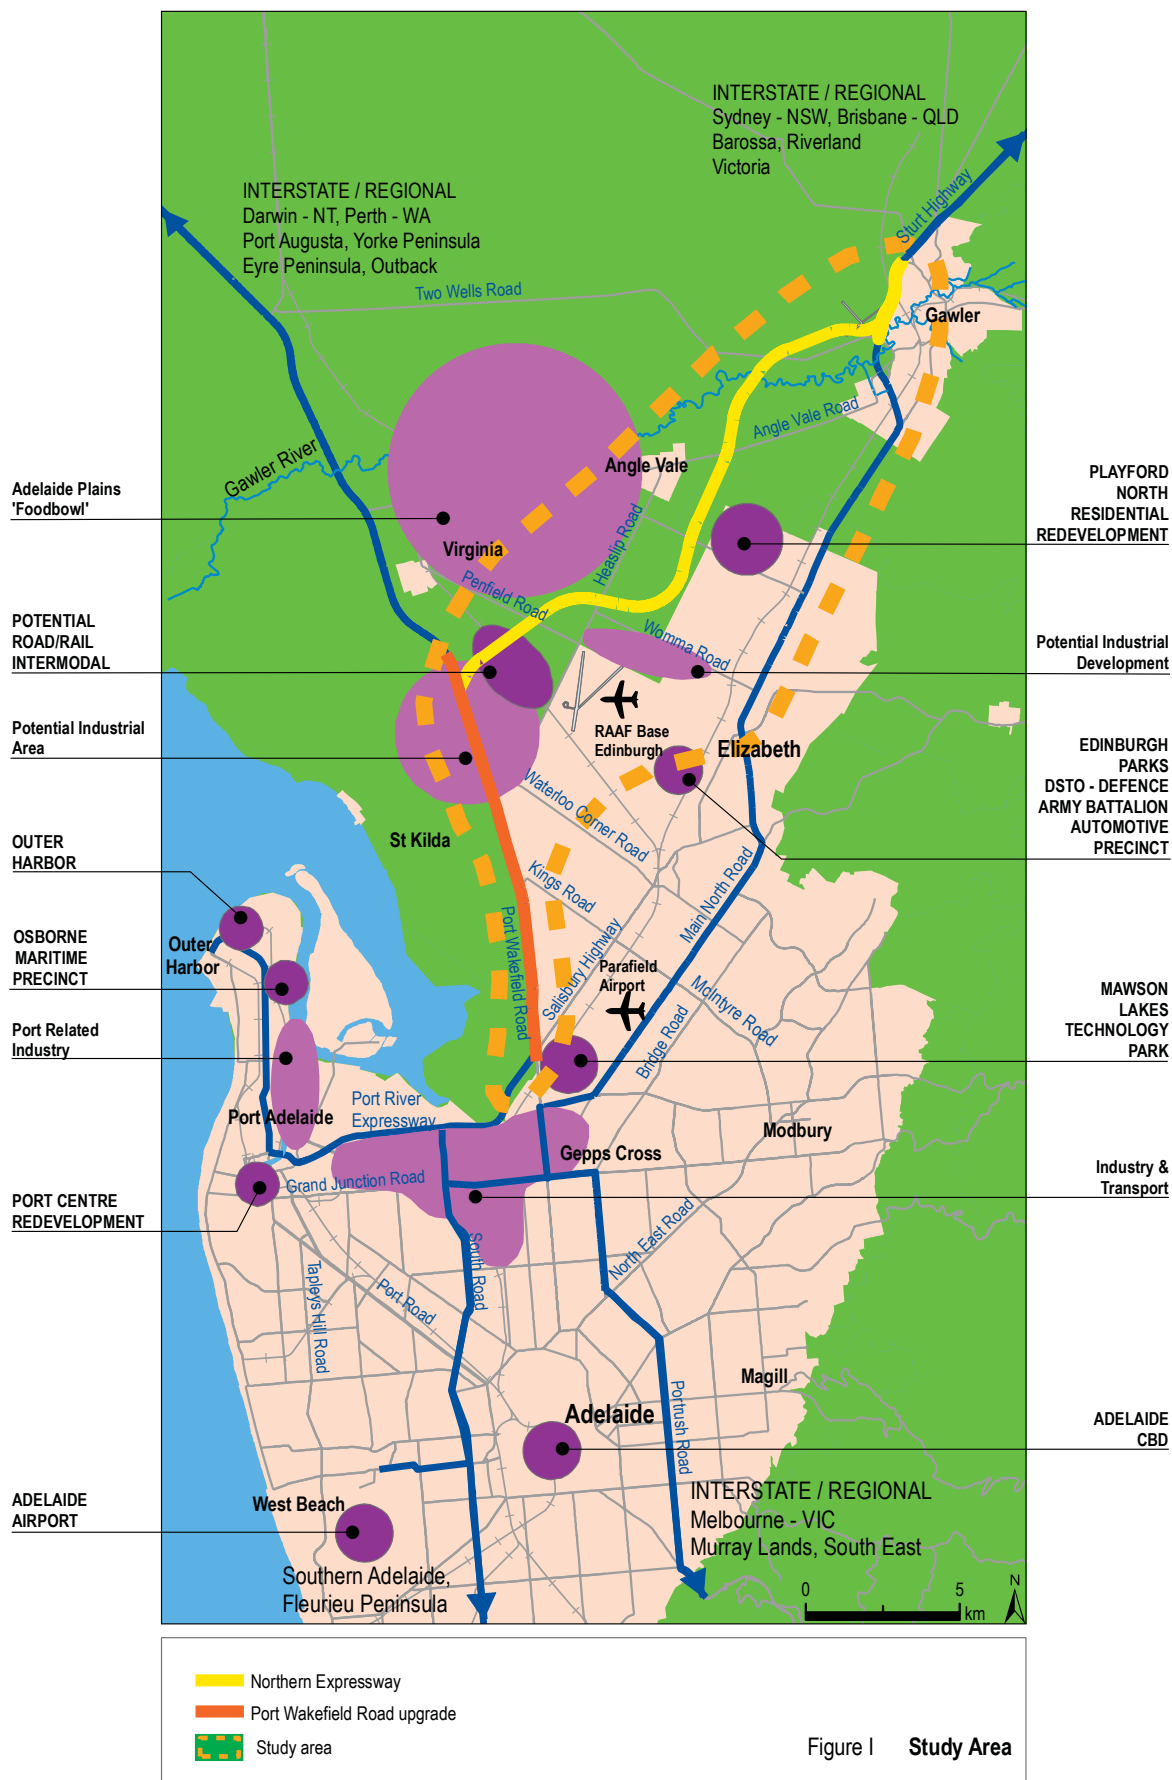 INTERSTATE / REGIONAL
Sydney - NSW, Brisbane - QLD
Barossa, Riverland
Victoria
INTERSTATE / REGIONAL
Darwin - NT, Perth - WA
Port Augusta, Yorke Peninsula
Eyre Peninsula, Outback
Sturt Highway
Two Wells Road
Gawler
Angle Vale Road
Gawler River
Angle Vale
Adelaide Plains
'Foodbowl'
PLAYFORD
NORTH
RESIDENTIAL
REDEVELOPMENT
Virginia
Heaslip Road
Penfield Road
POTENTIAL
ROAD/RAIL
INTERMODAL
Womma Road
Potential Industrial
Development
Potential Industrial
Area
RAAF Base
Edinburgh
Elizabeth
EDINBURGH
PARKS
DSTO - DEFENCE
ARMY BATTALION
AUTOMOTIVE
PRECINCT
Waterloo Corner Road
St Kilda
OUTER
HARBOR
Kings Road
Main North Road
Port Wakefield Road
Salisbury Highway
OSBORNE
MARITIME
PRECINCT
Outer
Harbor
Parafield
Airport
McIntyre Road
MAWSON
LAKES
TECHNOLOGY
PARK
Port Related
Industry
Bridge Road
Port River
Expressway
Port Adelaide
Modbury
Gepps Cross
Grand Junction Road
Industry &
Transport
PORT CENTRE
REDEVELOPMENT
North East Road
South Road
Tapleys Hill Road
Port Road
Magill
Portrush Road
Adelaide
ADELAIDE
CBD
ADELAIDE
AIRPORT
West Beach
INTERSTATE / REGIONAL
Melbourne - VIC
Murray Lands, South East
Southern Adelaide,
Fleurieu Peninsula
0 5
km
N
Northern Expressway
Port Wakefield Road upgrade
Study area
Figure I Study Area